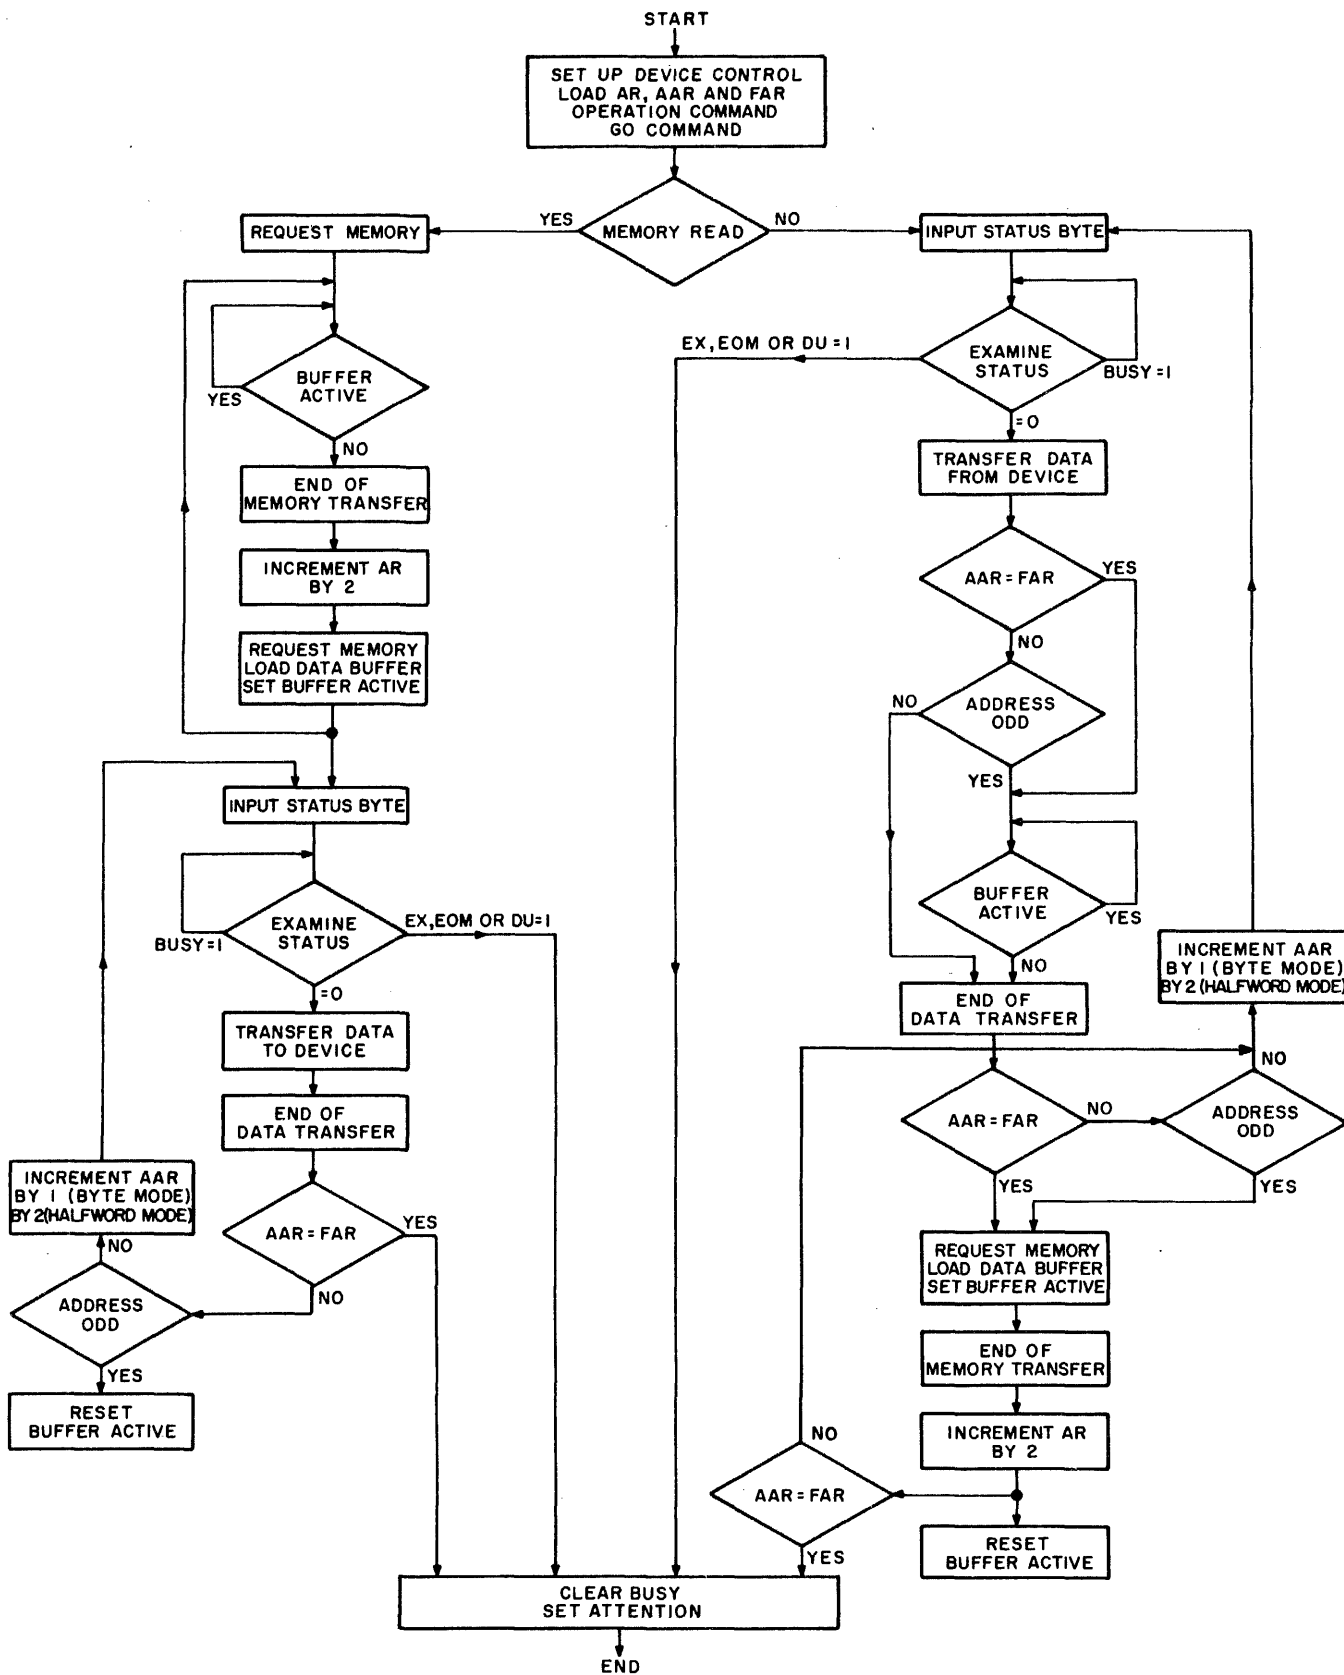 START
SET UP DEVICE CONTROL
LOAD AR, AAR AND FAR
OPERATION COMMAND
GO COMMAND
MEMORY READ
YES
NO
REQUEST MEMORY
BUFFER
ACTIVE
YES
NO
END OF
MEMORY TRANSFER
INCREMENT AR
BY 2
REQUEST MEMORY
LOAD DATA BUFFER
SET BUFFER ACTIVE
INPUT STATUS BYTE
EXAMINE
STATUS
BUSY=1
EX,EOM OR DU=1
=0
TRANSFER DATA
TO DEVICE
END OF
DATA TRANSFER
AAR=FAR
YES
NO
ADDRESS
ODD
NO
YES
INCREMENT AAR
BY 1 (BYTE MODE)
BY 2(HALFWORD MODE)
RESET
BUFFER ACTIVE
INPUT STATUS BYTE
EXAMINE
STATUS
EX,EOM OR DU=1
BUSY=1
=0
TRANSFER DATA
FROM DEVICE
AAR=FAR
YES
NO
ADDRESS
ODD
NO
YES
BUFFER
ACTIVE
YES
NO
END OF
DATA TRANSFER
AAR=FAR
NO
YES
ADDRESS
ODD
NO
YES
INCREMENT AAR
BY 1 (BYTE MODE)
BY 2 (HALFWORD MODE)
REQUEST MEMORY
LOAD DATA BUFFER
SET BUFFER ACTIVE
END OF
MEMORY TRANSFER
INCREMENT AR
BY 2
AAR=FAR
NO
YES
RESET
BUFFER ACTIVE
CLEAR BUSY
SET ATTENTION
END